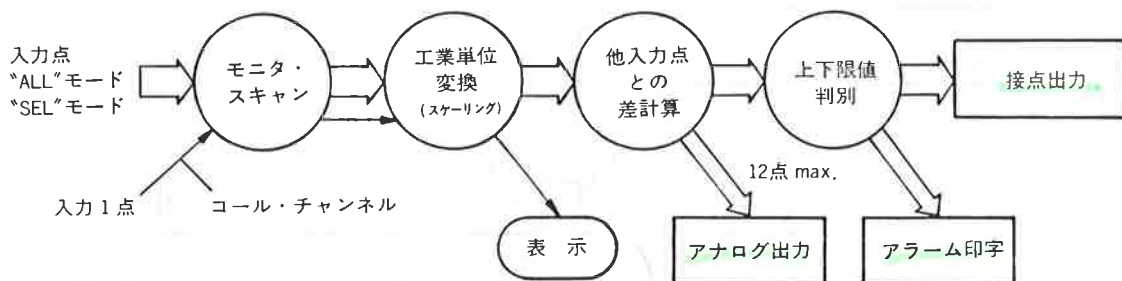 入力点
“ALL”モード
“SEL”モード
モニタ・
スキャン
工業単位
変換
(スケーリング)
他入力点
との
差計算
上下限値
判別
接点出力
入力1点
コール・チャンネル
12点 max.
表 示
アナログ出力
アラーム印字